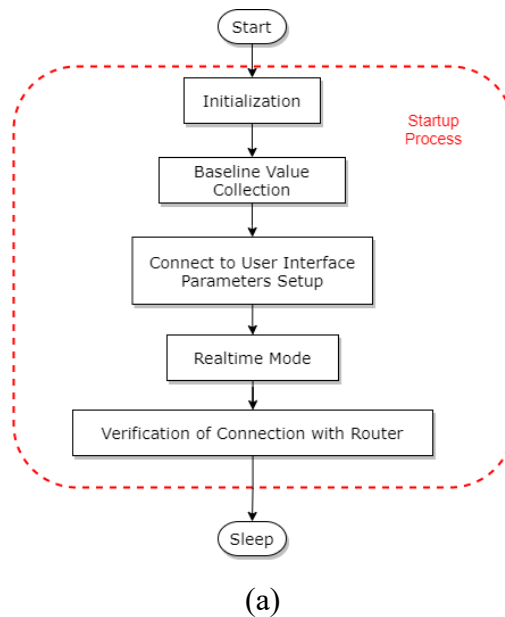 Start
Initialization
Startup
Process
Baseline Value
Collection
Connect to User Interface
Parameters Setup
Realtime Mode
Verification of Connection with Router
Sleep
(a)